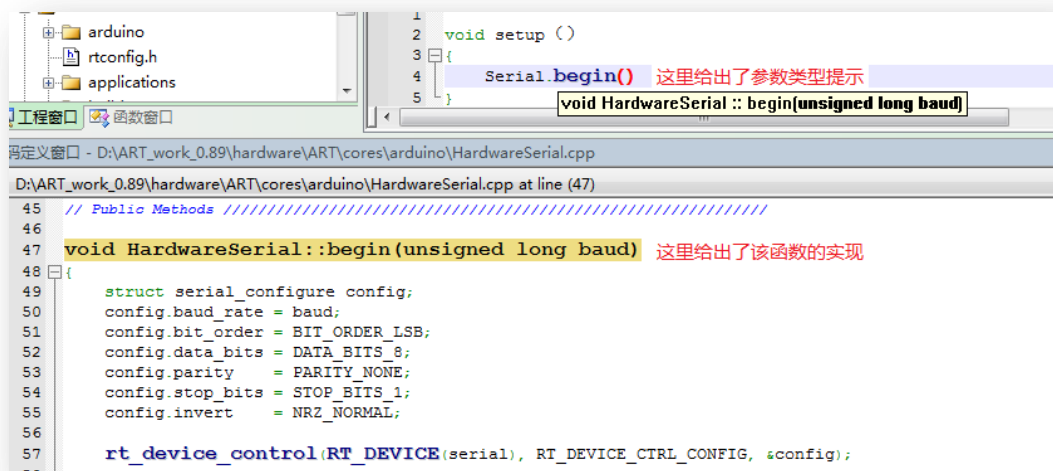 arduino
rtconfig.h
applications
工程窗口 函数窗口
1
2 void setup ()
3 {
4 Serial.begin() 这里给出了参数类型提示
5 }
void HardwareSerial :: begin(unsigned long baud)
码定义窗口 - D:\ART_work_0.89\hardware\ART\cores\arduino\HardwareSerial.cpp
D:\ART_work_0.89\hardware\ART\cores\arduino\HardwareSerial.cpp at line (47)
45 // Public Methods //////////////////////////////////////////////////////////////
46
47 void HardwareSerial::begin(unsigned long baud) 这里给出了该函数的实现
48 {
49 struct serial_configure config;
50 config.baud_rate = baud;
51 config.bit_order = BIT_ORDER_LSB;
52 config.data_bits = DATA_BITS_8;
53 config.parity = PARITY_NONE;
54 config.stop_bits = STOP_BITS_1;
55 config.invert = NRZ_NORMAL;
56
57 rt_device_control(RT_DEVICE(serial), RT_DEVICE_CTRL_CONFIG, &config);